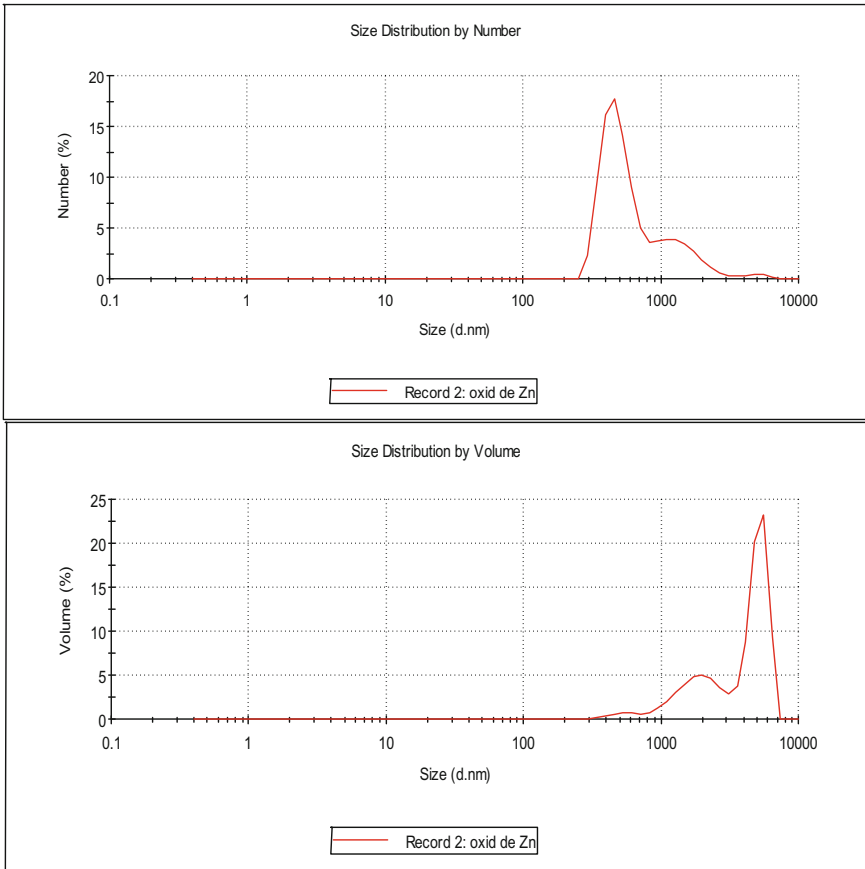 Size Distribution by Number
20
15
10
5
0
Number (%)
0.1 1 10 100 1000 10000
Size (d.nm)
Record 2: oxid de Zn
Size Distribution by Volume
25
20
15
10
5
0
Volume (%)
0.1 1 10 100 1000 10000
Size (d.nm)
Record 2: oxid de Zn